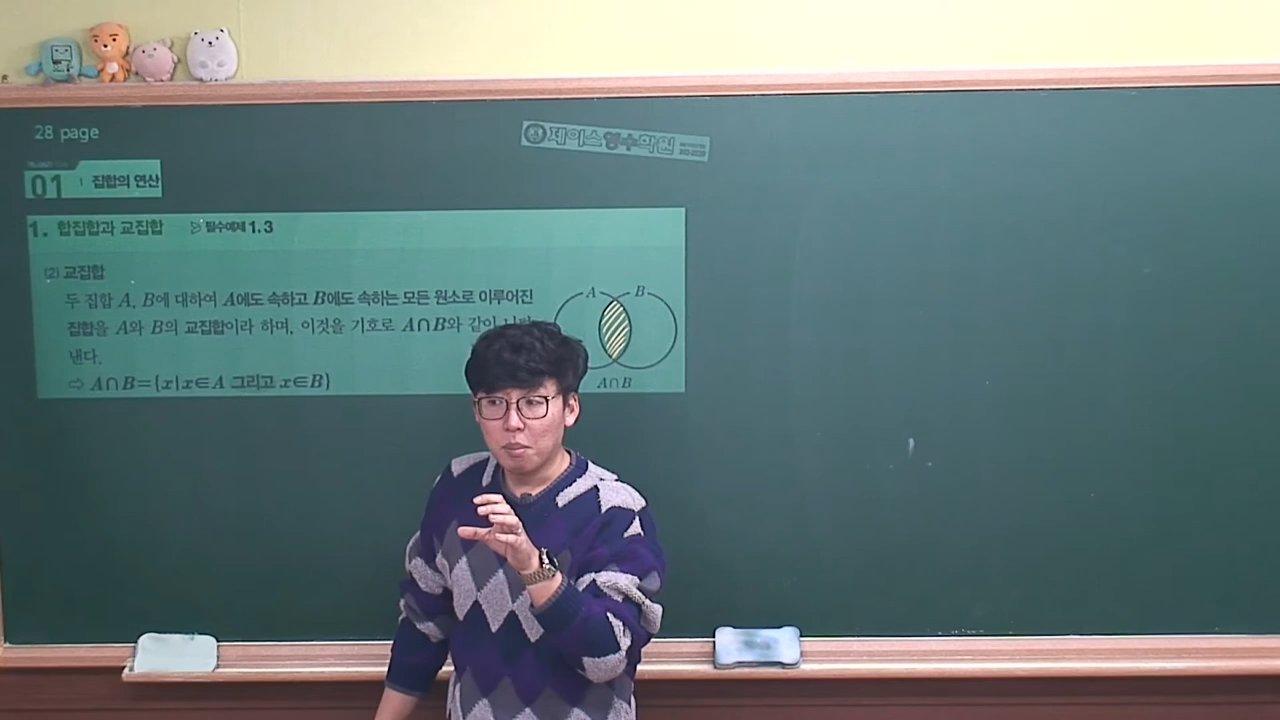 28 page
제이스영수학원
01 집합의 연산
1. 합집합과 교집합 ▷ 필수예제 1, 3
(2) 교집합
두 집합 A, B에 대하여 A에도 속하고 B에도 속하는 모든 원소로 이루어진
집합을 A와 B의 교집합이라 하며, 이것을 기호로 A∩B와 같이
낸다.
⇨ A∩B={x|x∈A 그리고 x∈B}
A B
A∩B